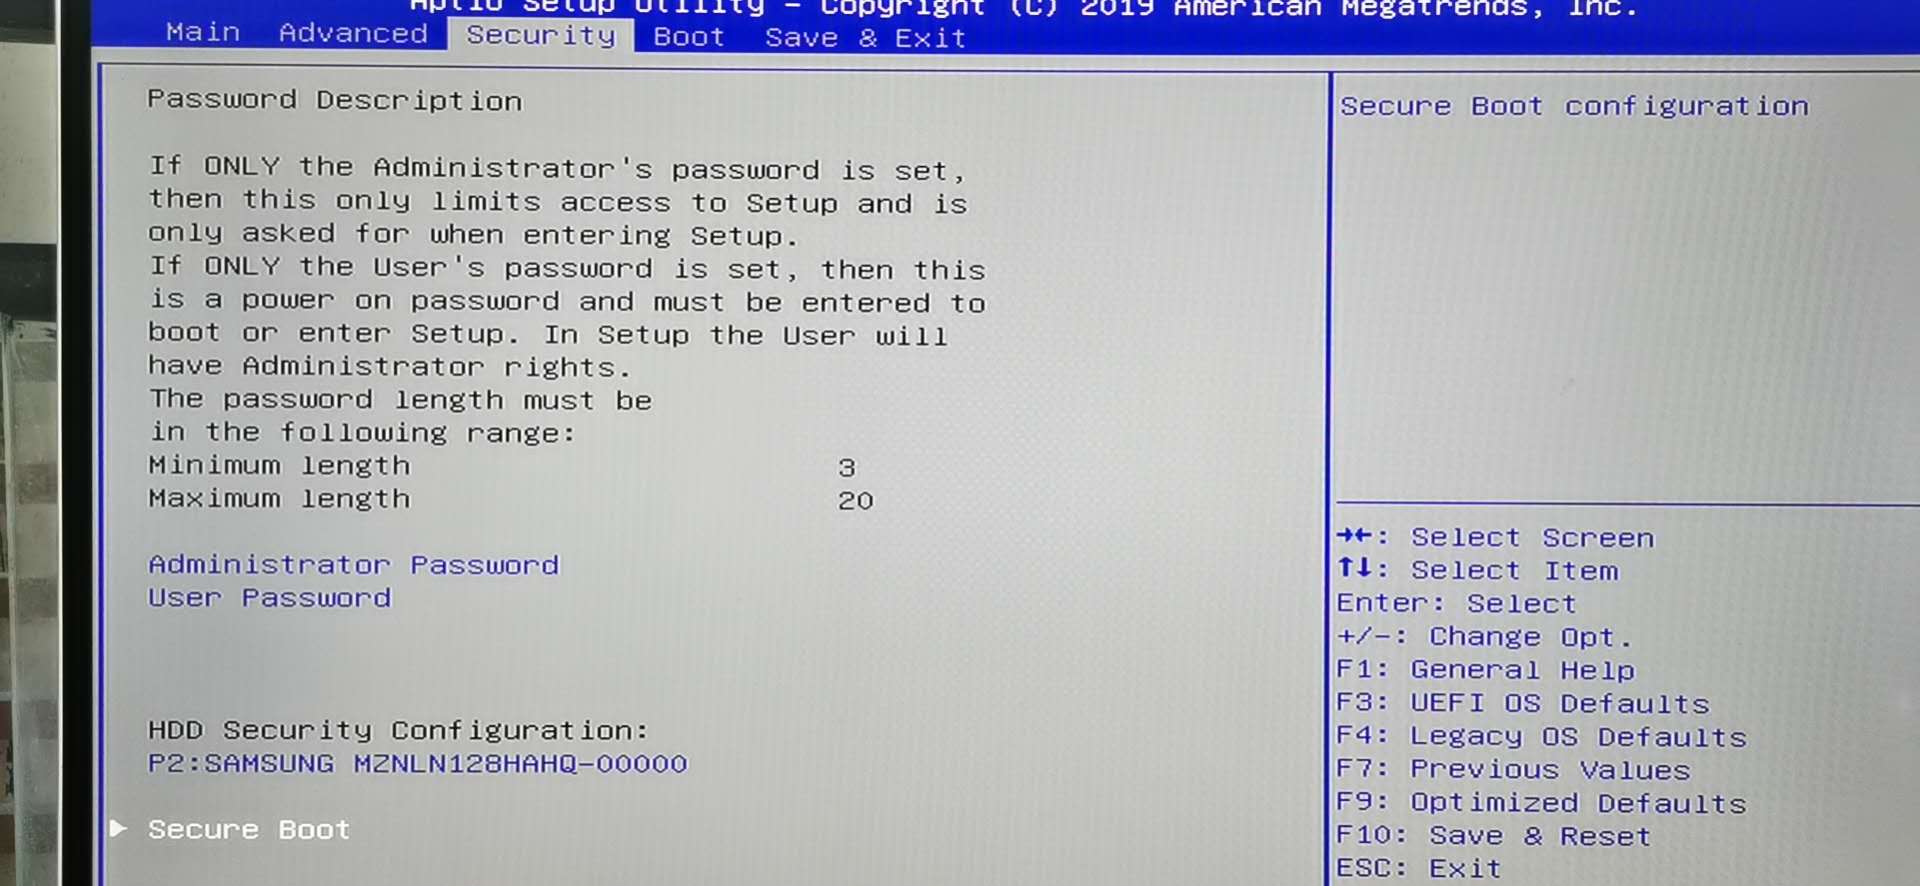 Aptio Setup Utility - Copyright (C) 2019 American Megatrends, Inc.
Main Advanced Security Boot Save & Exit
Password Description
If ONLY the Administrator's password is set,
then this only limits access to Setup and is
only asked for when entering Setup.
If ONLY the User's password is set, then this
is a power on password and must be entered to
boot or enter Setup. In Setup the User will
have Administrator rights.
The password length must be
in the following range:
Minimum length 3
Maximum length 20
Administrator Password
User Password
HDD Security Configuration:
P2:SAMSUNG MZNLN128HAHQ-00000
Secure Boot
Secure Boot configuration
→←: Select Screen
↑↓: Select Item
Enter: Select
+/-: Change Opt.
F1: General Help
F3: UEFI OS Defaults
F4: Legacy OS Defaults
F7: Previous Values
F9: Optimized Defaults
F10: Save & Reset
ESC: Exit